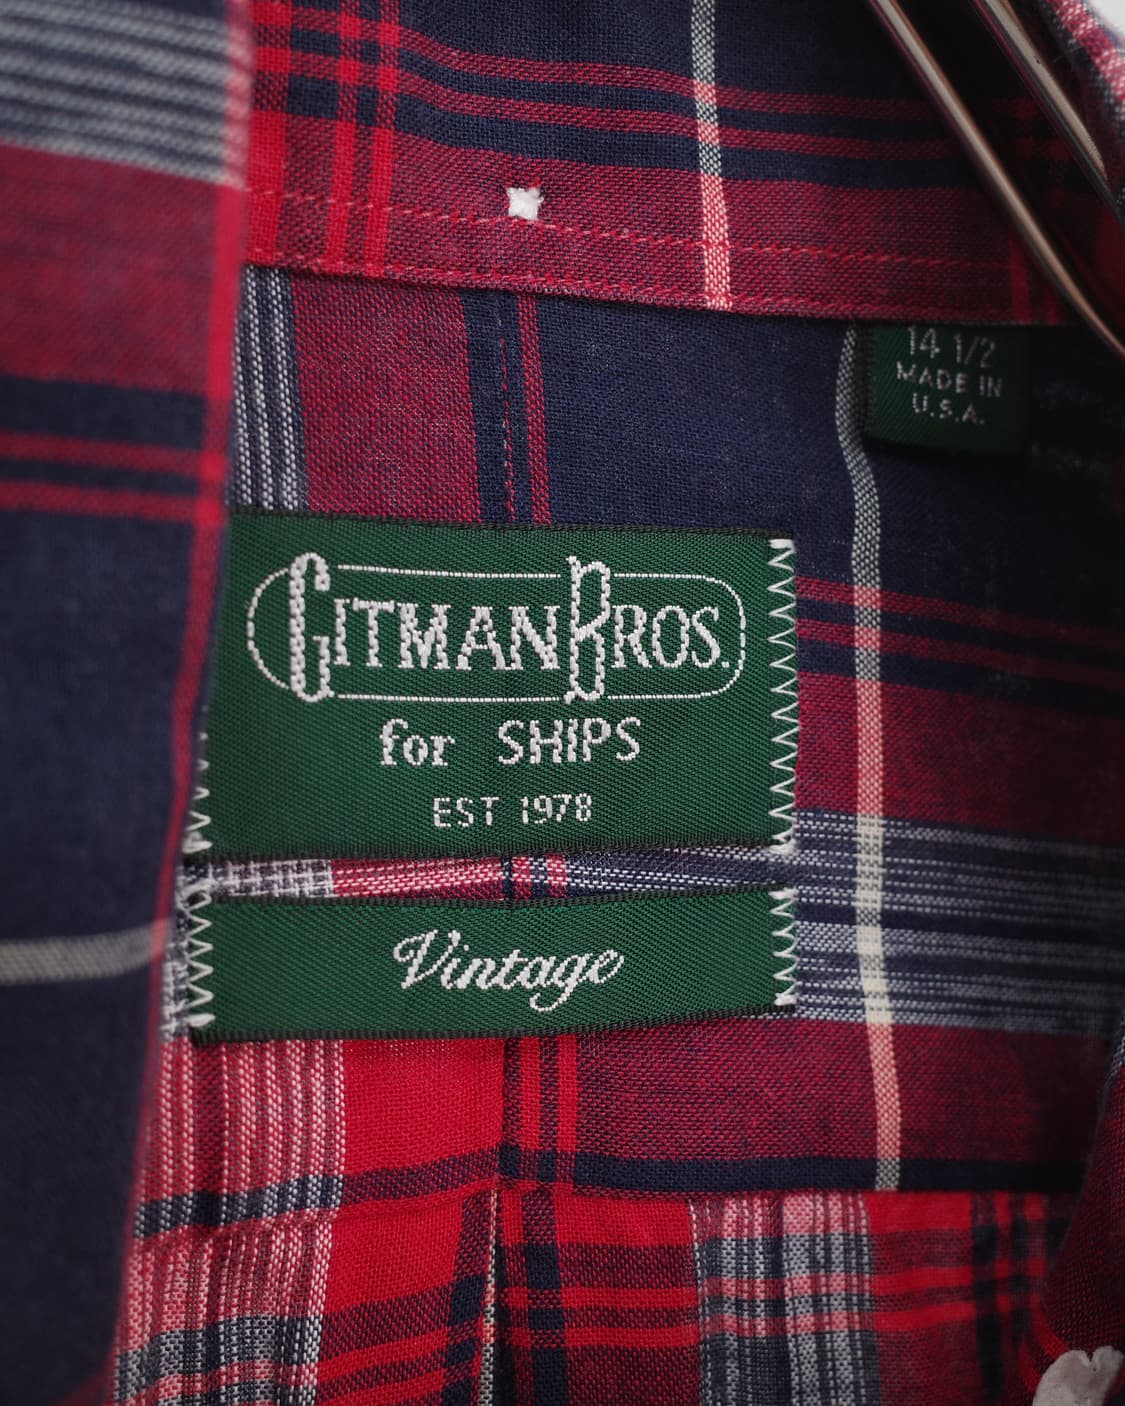 14 1/2
MADE IN
U.S.A.
GITMAN BROS.
for SHIPS
EST 1978
Vintage